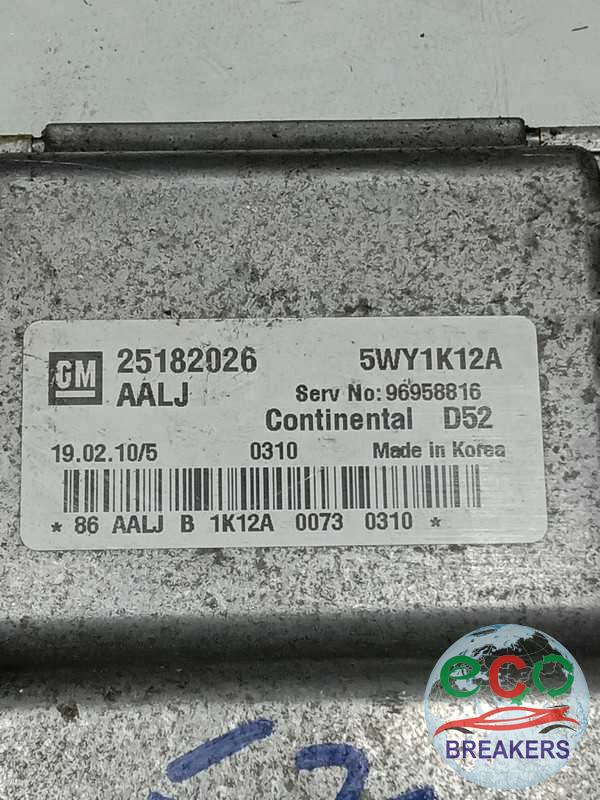 GM 25182026 5WY1K12A
AALJ Serv No: 96958816
Continental D52
19.02.10/5 0310 Made in Korea
* 86 AALJ B 1K12A 0073 0310 *
eco
BREAKERS